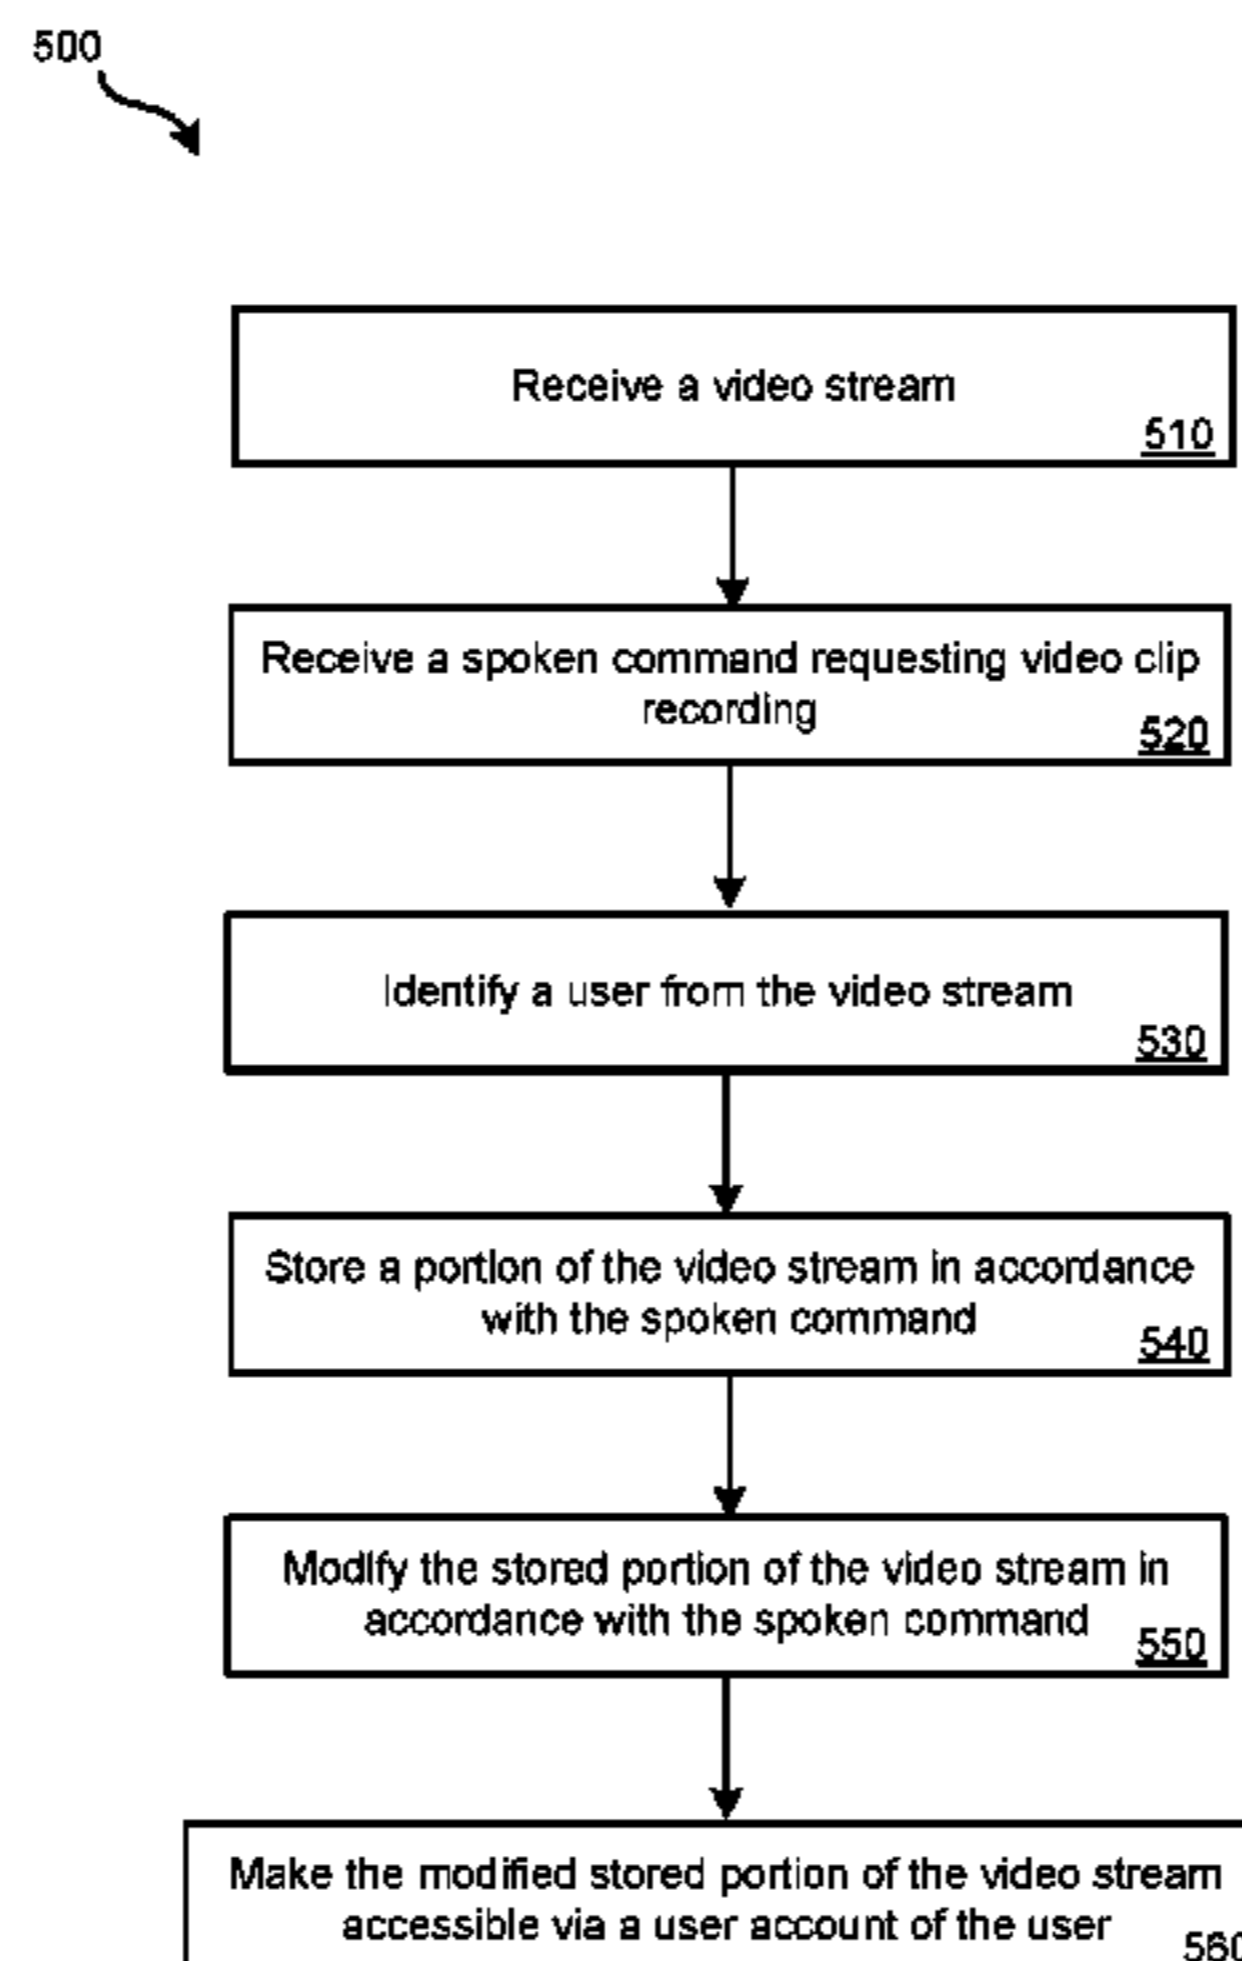 500
Receive a video stream
510
Receive a spoken command requesting video clip
recording
520
Identify a user from the video stream
530
Store a portion of the video stream in accordance
with the spoken command
540
Modify the stored portion of the video stream in
accordance with the spoken command
550
Make the modified stored portion of the video stream
accessible via a user account of the user
560